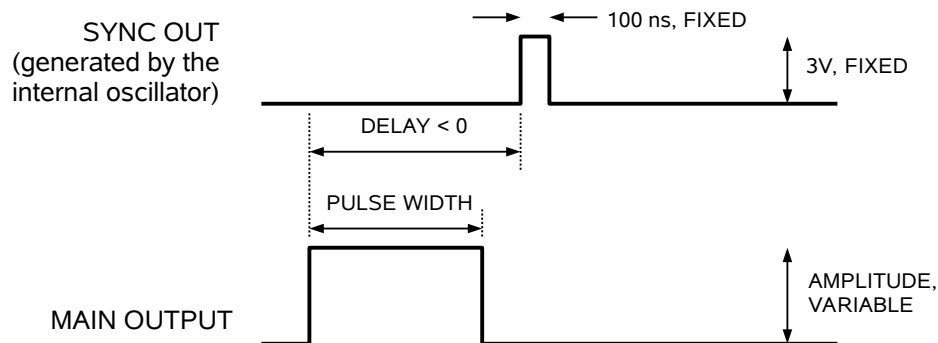 100 ns, FIXED
SYNC OUT
(generated by the
internal oscillator)
3V, FIXED
DELAY < 0
PULSE WIDTH
AMPLITUDE,
VARIABLE
MAIN OUTPUT